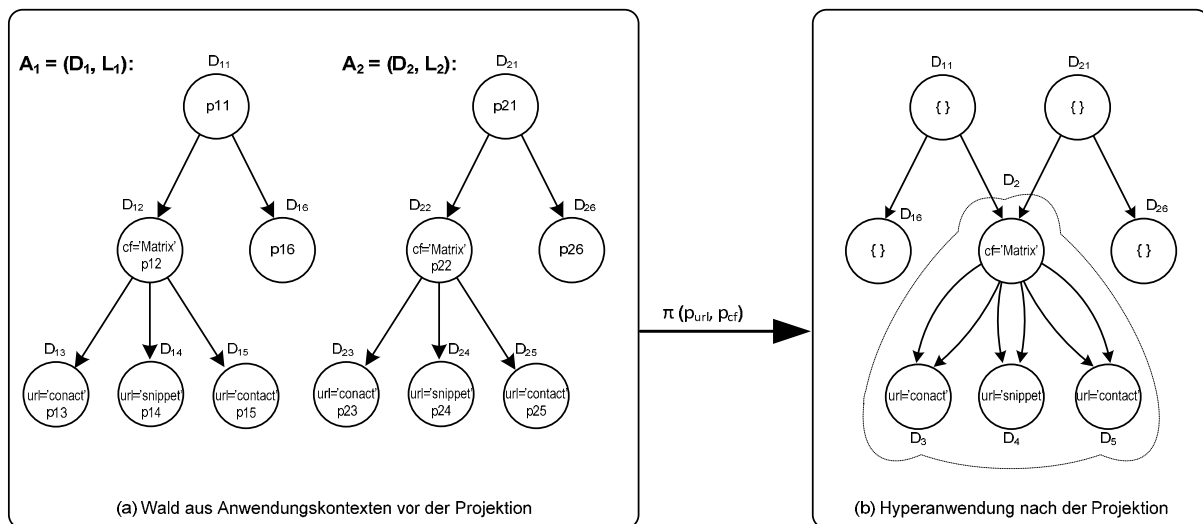 A₁ = (D₁, L₁):
D₁₁
p11
D₁₂
cf='Matrix'
p12
D₁₆
p16
D₁₃
url='conact'
p13
D₁₄
url='snippet'
p14
D₁₅
url='contact'
p15
A₂ = (D₂, L₂):
D₂₁
p21
D₂₂
cf='Matrix'
p22
D₂₆
p26
D₂₃
url='conact'
p23
D₂₄
url='snippet'
p24
D₂₅
url='contact'
p25
(a) Wald aus Anwendungskontexten vor der Projektion
π (p_url, p_cf)
D₁₁
{ }
D₂₁
{ }
D₁₆
{ }
D₂
cf='Matrix'
D₂₆
{ }
url='conact'
D₃
url='snippet'
D₄
url='contact'
D₅
(b) Hyperanwendung nach der Projektion